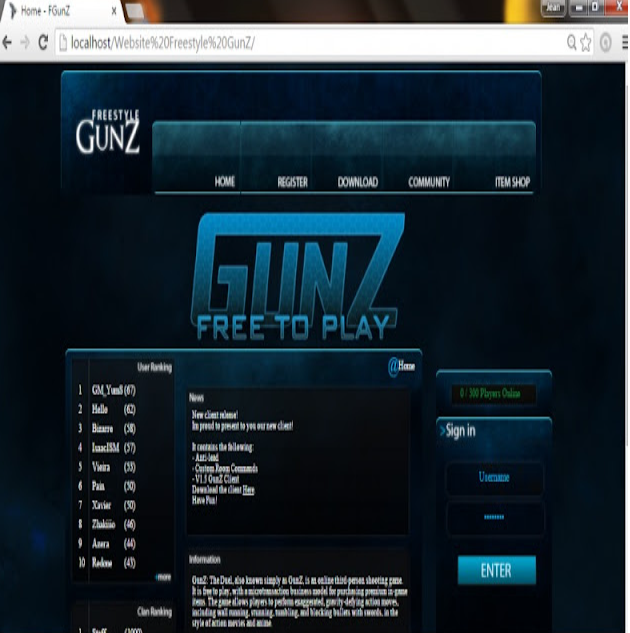 Home - FGunZ
Jean
localhost/Website%20Freestyle%20GunZ/
FREESTYLE
GUNZ
HOME REGISTER DOWNLOAD COMMUNITY ITEM SHOP
GUNZ
FREE TO PLAY
User Ranking
1 GM_YumS (67)
2 Hello (62)
3 Bizarre (58)
4 IsaacISM (57)
5 Vieira (53)
6 Pain (50)
7 Xavier (50)
8 (46)
9 Azera (44)
10 Redone (43)
more
Clan Ranking
1 Staff (1000)
@Home
News
New client release!
Im proud to present to you our new client!
It contains the following:
- Anti-lead
- Custom Room Commands
- V1.5 GunZ Client
Download the client Here
Have Fun!
Information
GunZ: The Duel, also known simply as GunZ, is an online third-person shooting game.
It is free to play, with a microtransaction business model for purchasing premium in-game
items. The game allows players to perform exaggerated, gravity-defying action moves,
including wall running, stunning, tumbling, and blocking bullets with swords, in the
style of action movies and anime.
0 / 300 Players Online
>Sign in
Username
ENTER